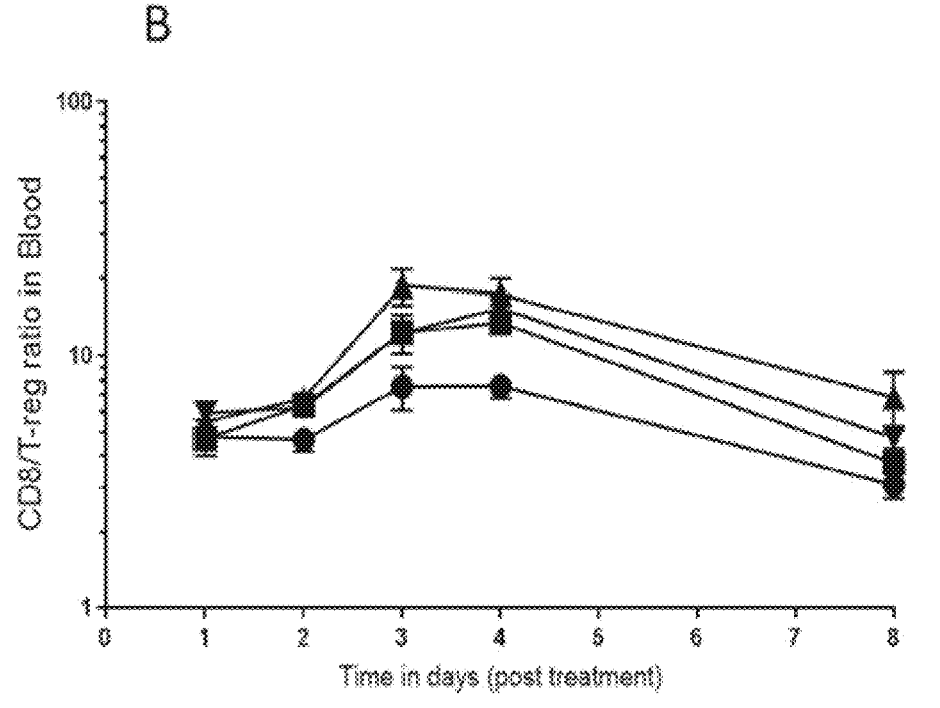 B
CD8/T-reg ratio in Blood
100
10
1
0 1 2 3 4 5 6 7 8
Time in days (post treatment)